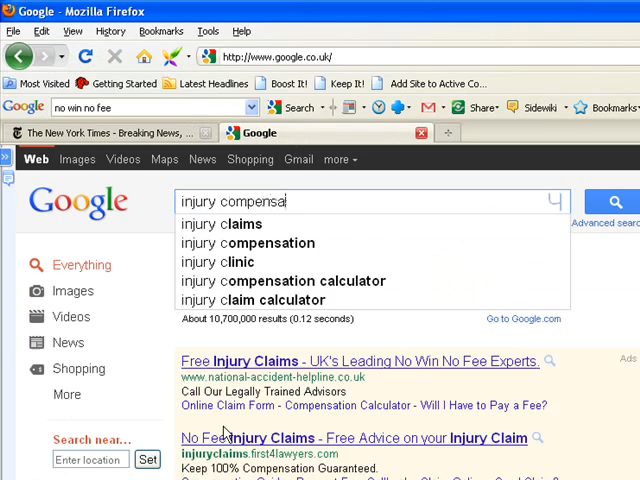 Google - Mozilla Firefox
File Edit View History Bookmarks Tools Help
http://www.google.co.uk/
Most Visited Getting Started Latest Headlines Boost It! Keep It! Add Site to Active Co...
Google no win no fee Search Share Sidewiki Bookmarks
The New York Times - Breaking News, ... Google
Web Images Videos Maps News Shopping Gmail more
Google injury compensa
Advanced searc
injury claims
injury compensation
injury clinic
injury compensation calculator
injury claim calculator
Everything
Images
Videos
News
Shopping
More
About 10,700,000 results (0.12 seconds) Go to Google.com
Free Injury Claims - UK's Leading No Win No Fee Experts. Ads
www.national-accident-helpline.co.uk
Call Our Legally Trained Advisors
Online Claim Form - Compensation Calculator - Will I Have to Pay a Fee?
No Fee Injury Claims - Free Advice on your Injury Claim
injuryclaims.first4lawyers.com
Keep 100% Compensation Guaranteed.
Search near...
Enter location Set